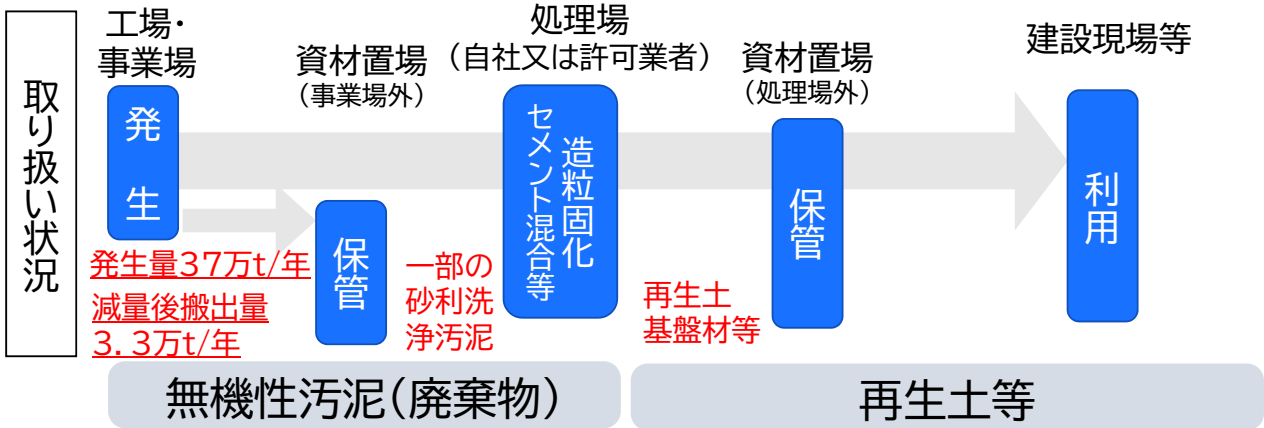 取り扱い状況
工場・
事業場
発生
発生量37万t/年
減量後搬出量
3.3万t/年
資材置場
（事業場外）
保管
一部の
砂利洗
浄汚泥
処理場
（自社又は許可業者）
造粒固化
セメント混合等
再生土
基盤材等
資材置場
（処理場外）
保管
建設現場等
利用
無機性汚泥（廃棄物）
再生土等